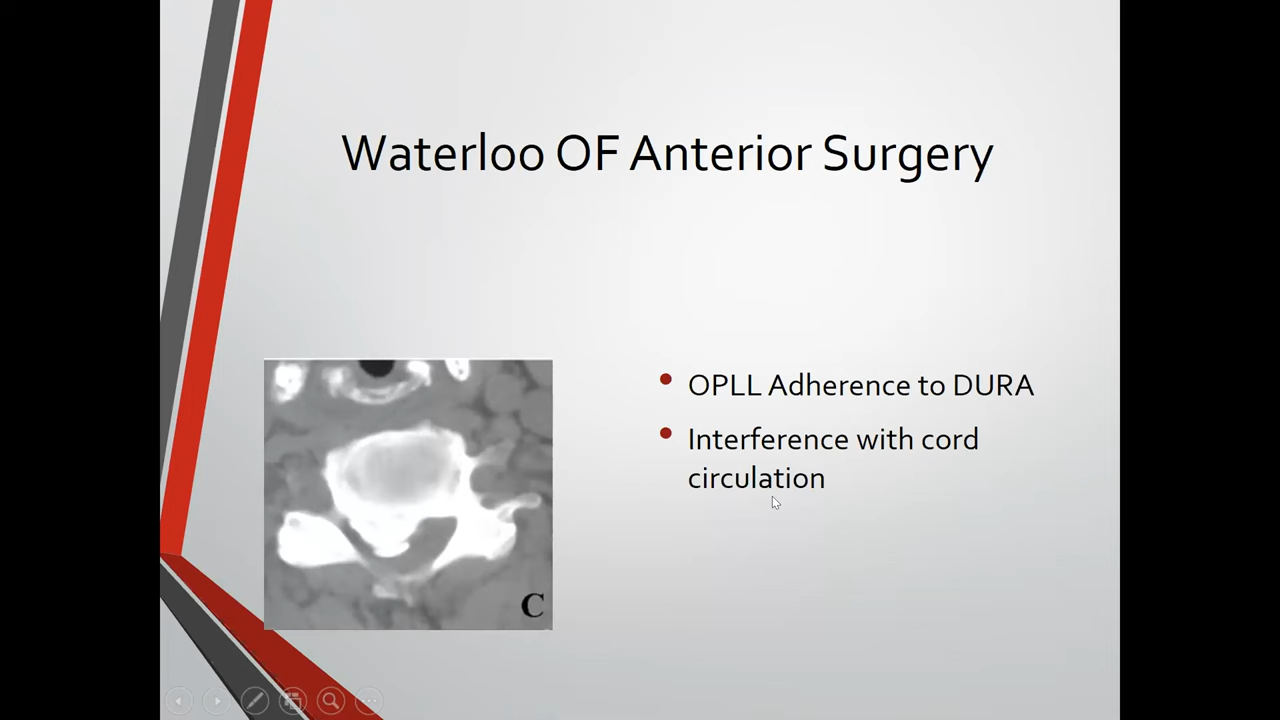 Waterloo OF Anterior Surgery
OPLL Adherence to DURA
Interference with cord
circulation
C